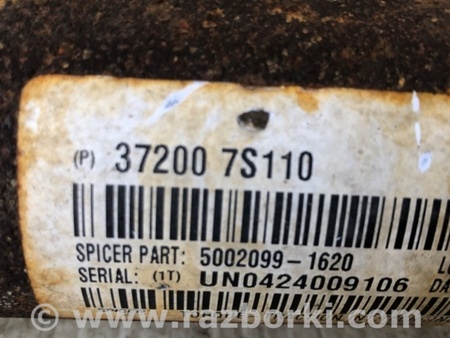 (P) 37200 7S110
SPICER PART: 5002099-1620
SERIAL: (1T) UN0424009106
www.razborki.com